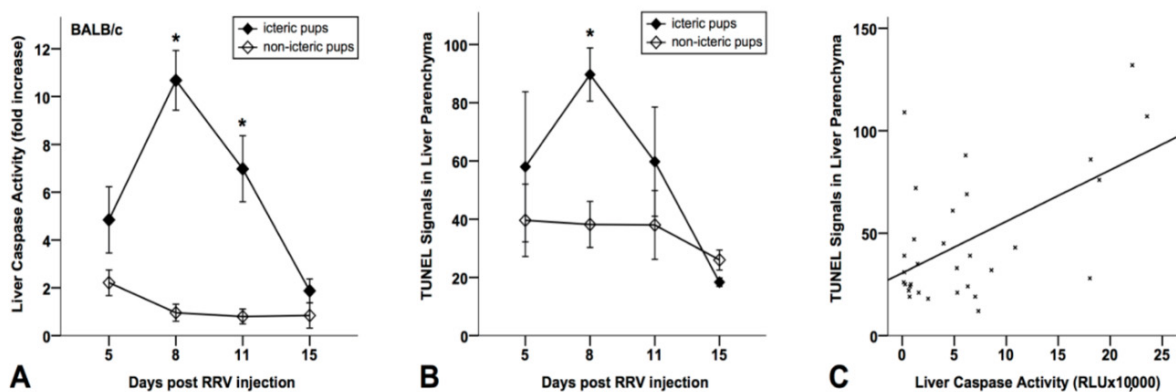 BALB/c
icteric pups
non-icteric pups
Liver Caspase Activity (fold increase)
12
10
8
6
4
2
0
*
*
5 8 11 15
A
Days post RRV injection
icteric pups
non-icteric pups
TUNEL Signals in Liver Parenchyma
100
80
60
40
20
0
*
5 8 11 15
B
Days post RRV injection
TUNEL Signals in Liver Parenchyma
150
100
50
0
0 5 10 15 20 25
C
Liver Caspase Activity (RLUx10000)